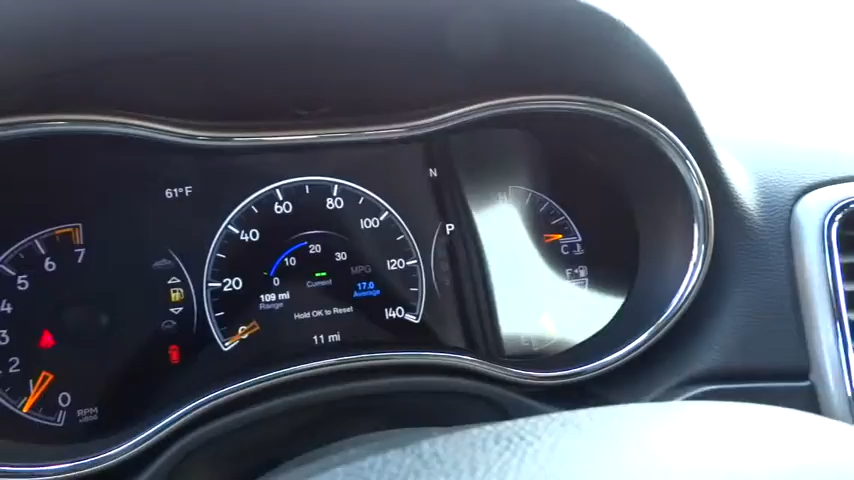 61°F
N
P
7
6
5
4
3
2
0
RPM
x1000
0
20
40
60
80
100
120
140
0
10
20
30
MPG
Current
17.0
Average
109 mi
Range
Hold OK to Reset
11 mi
H
C
F
E